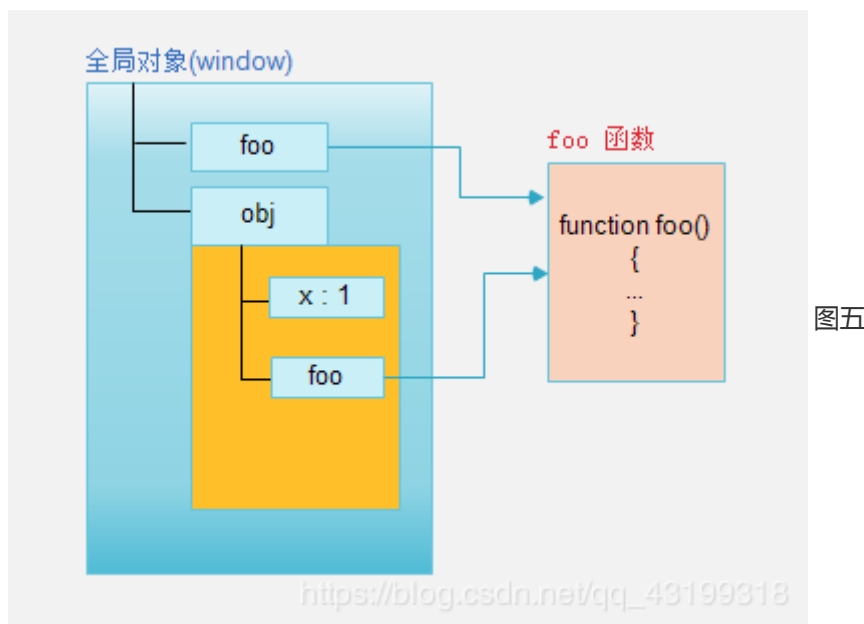 全局对象(window)
foo
foo 函数
obj
function foo()
{
...
}
x : 1
图五
foo
https://blog.csdn.net/qq_43199318